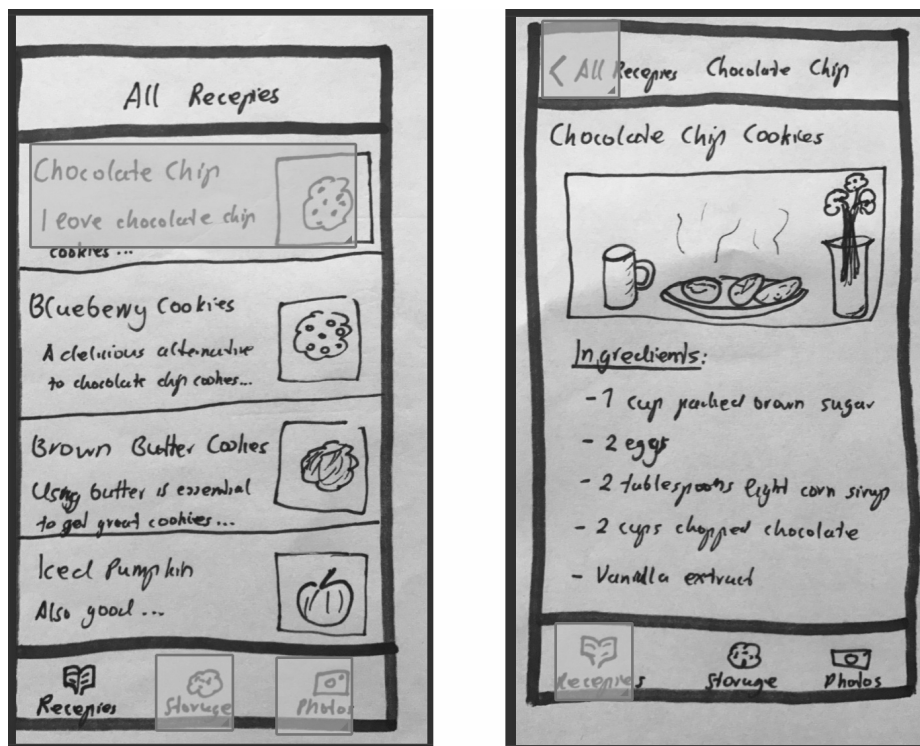 All Recepies
Chocolate Chip
I love chocolate chip
cookies ...
Blueberry Cookies
A delicious alternative
to chocolate chip cookies...
Brown Butter Cookies
Using butter is essential
to get great cookies ...
Iced Pumpkin
Also good ...
Recepies Storage Photos
< All Recepies Chocolate Chip
Chocolate Chip Cookies
Ingredients:
- 1 cup packed brown sugar
- 2 eggs
- 2 tablespoons light corn sirup
- 2 cups chopped chocolate
- Vanilla extract
Recepies Storage Photos